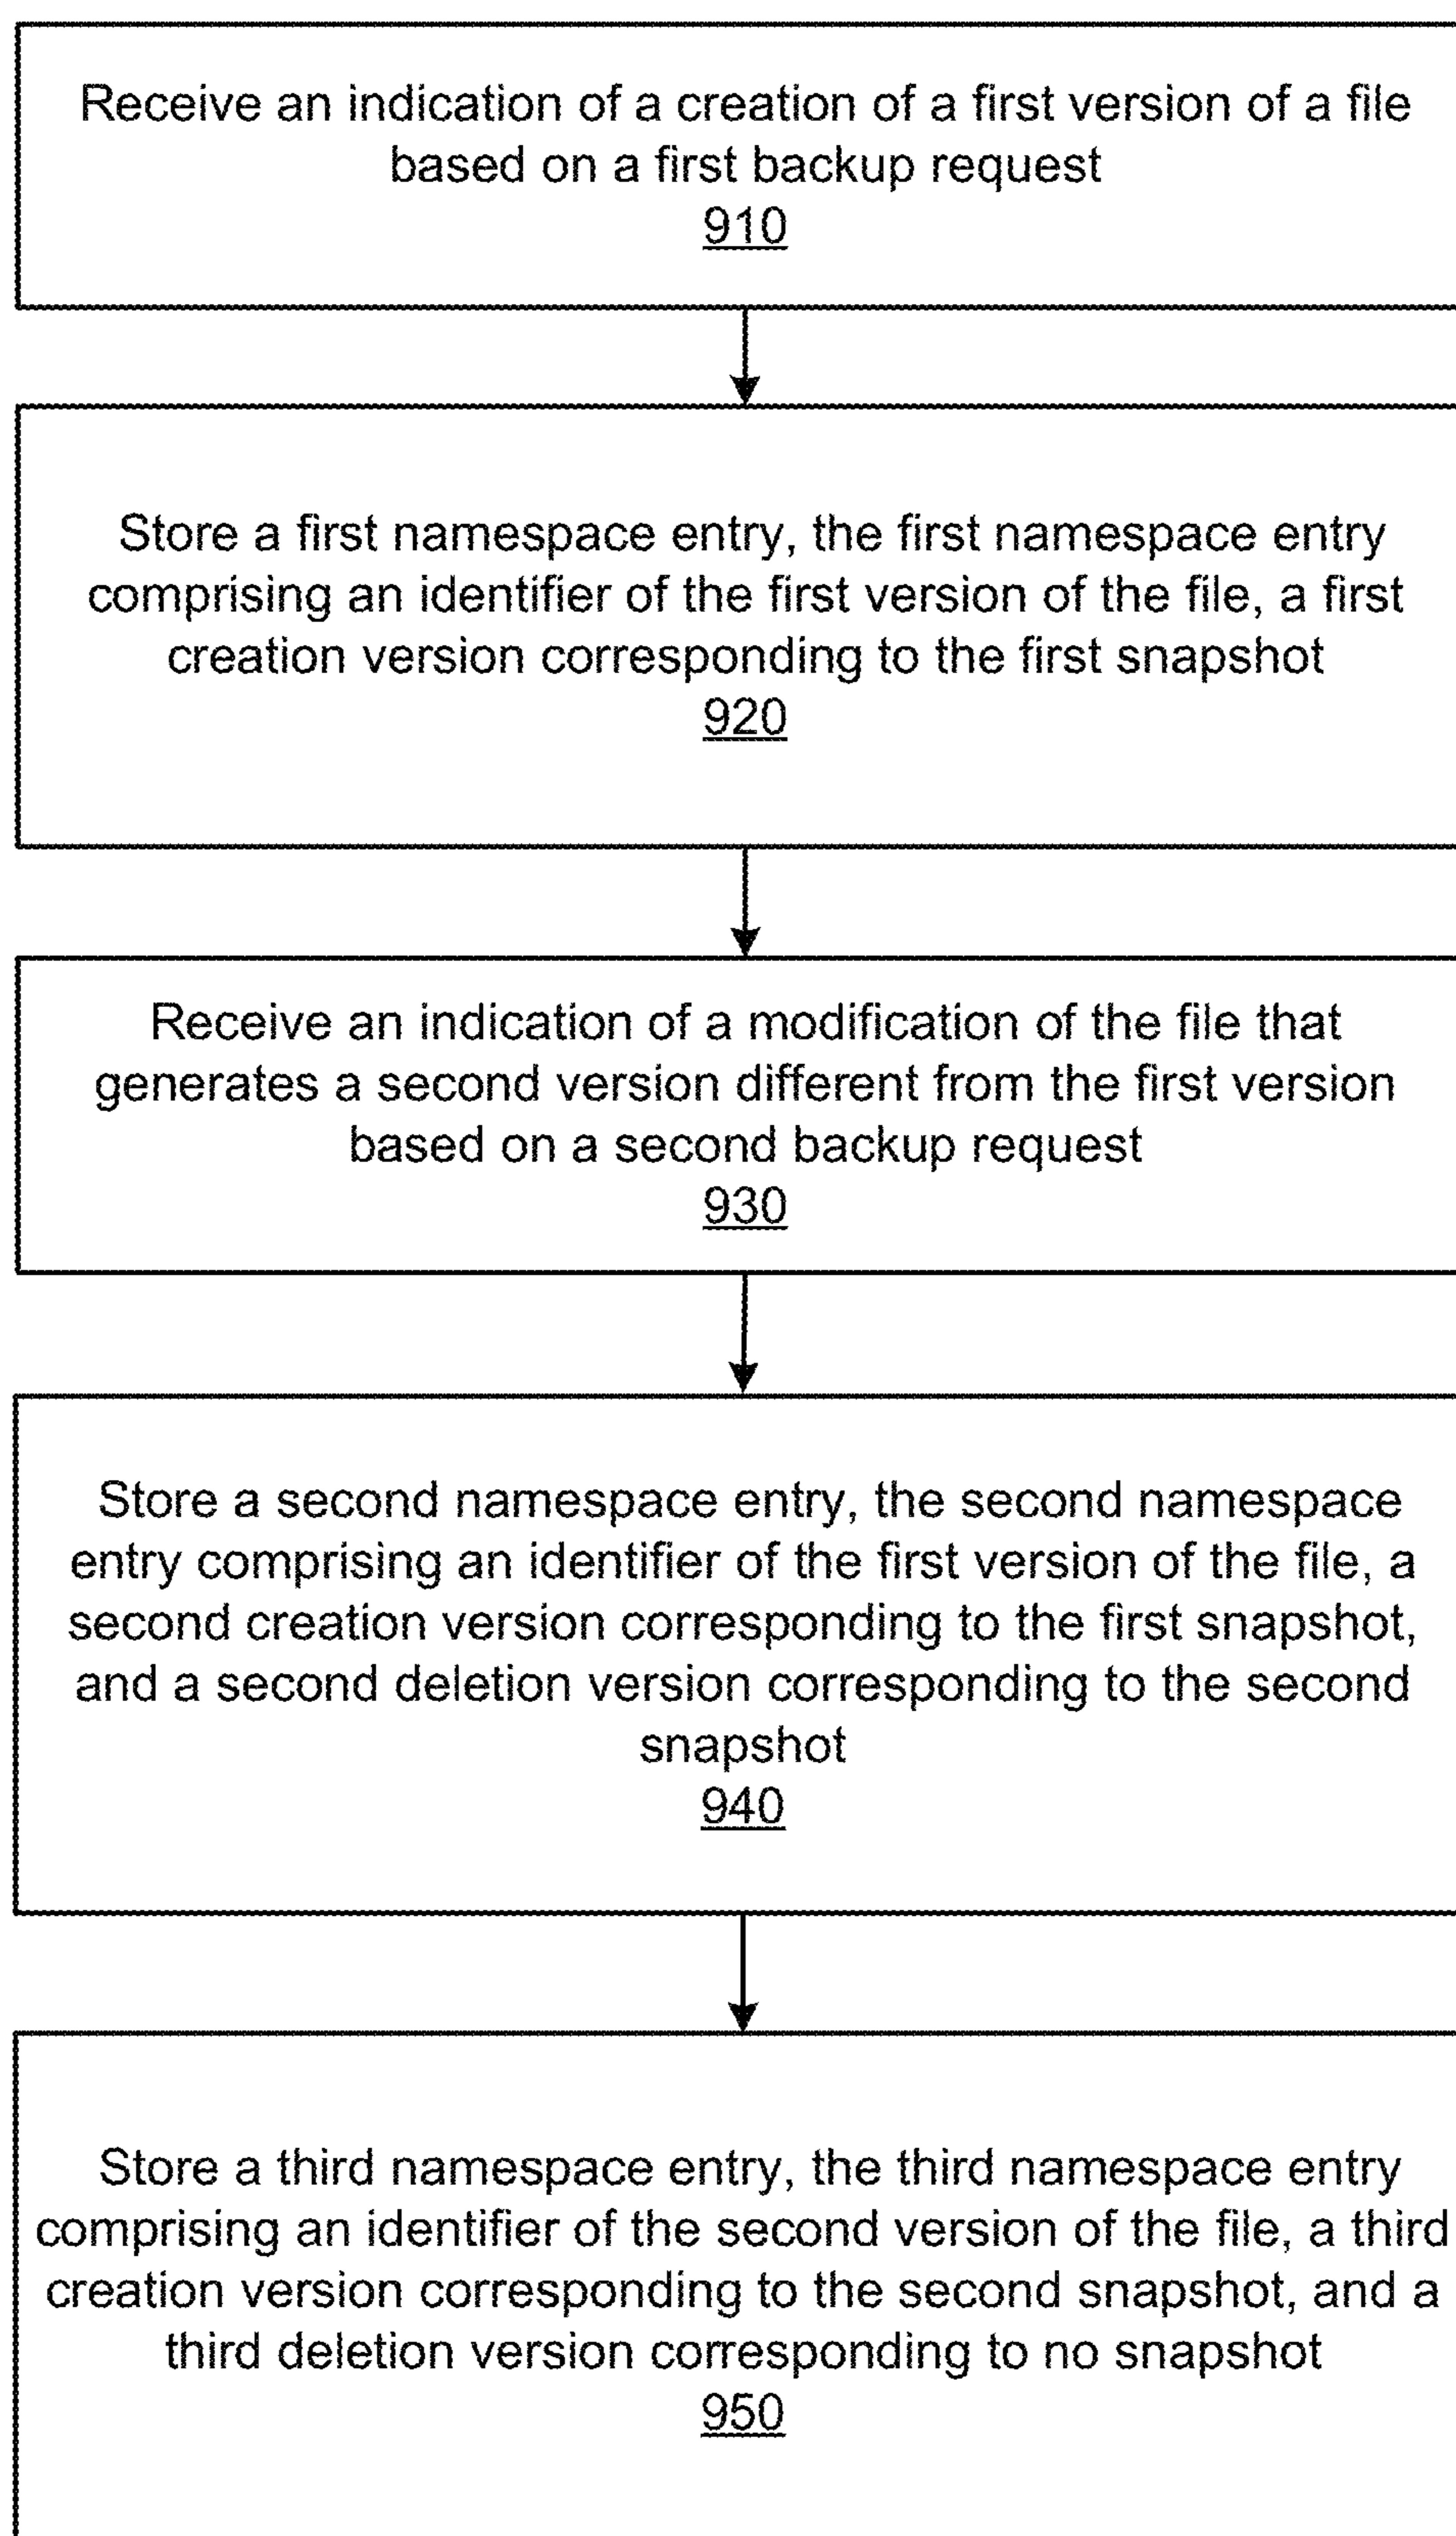 Receive an indication of a creation of a first version of a file
based on a first backup request
910
Store a first namespace entry, the first namespace entry
comprising an identifier of the first version of the file, a first
creation version corresponding to the first snapshot
920
Receive an indication of a modification of the file that
generates a second version different from the first version
based on a second backup request
930
Store a second namespace entry, the second namespace
entry comprising an identifier of the first version of the file, a
second creation version corresponding to the first snapshot,
and a second deletion version corresponding to the second
snapshot
940
Store a third namespace entry, the third namespace entry
comprising an identifier of the second version of the file, a third
creation version corresponding to the second snapshot, and a
third deletion version corresponding to no snapshot
950